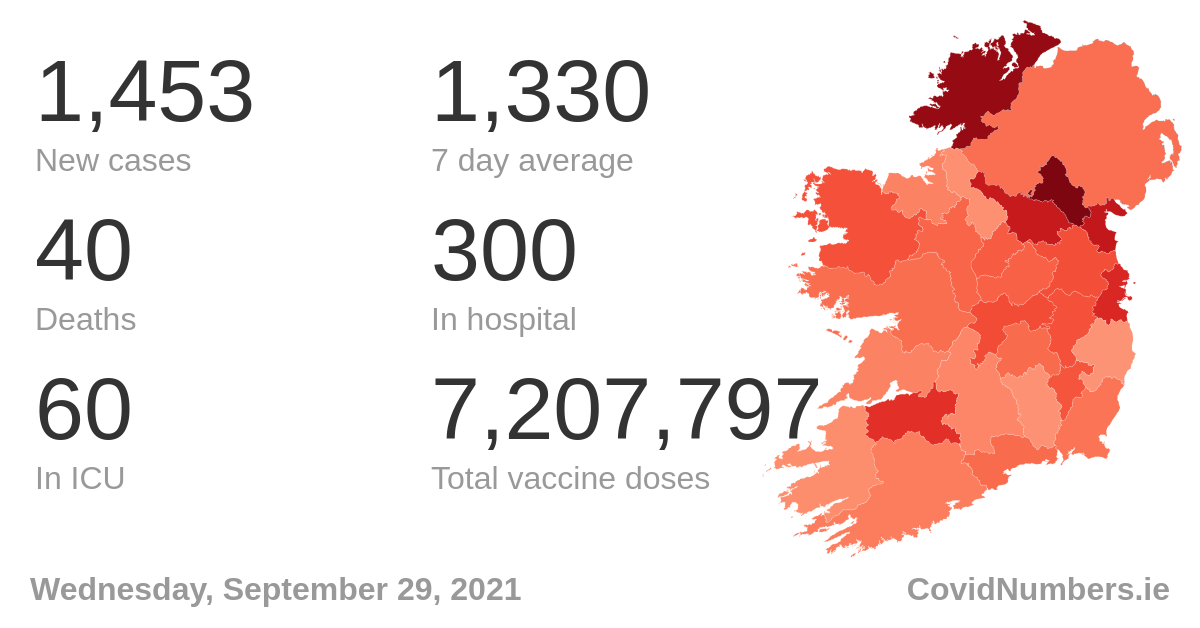 1,453
New cases
1,330
7 day average
40
Deaths
300
In hospital
60
In ICU
7,207,797
Total vaccine doses
Wednesday, September 29, 2021
CovidNumbers.ie